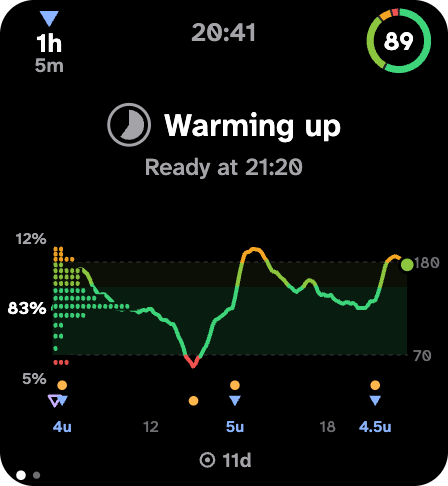 1h
5m
20:41
89
Warming up
Ready at 21:20
12%
180
83%
70
5%
4u 12 5u 18 4.5u
11d